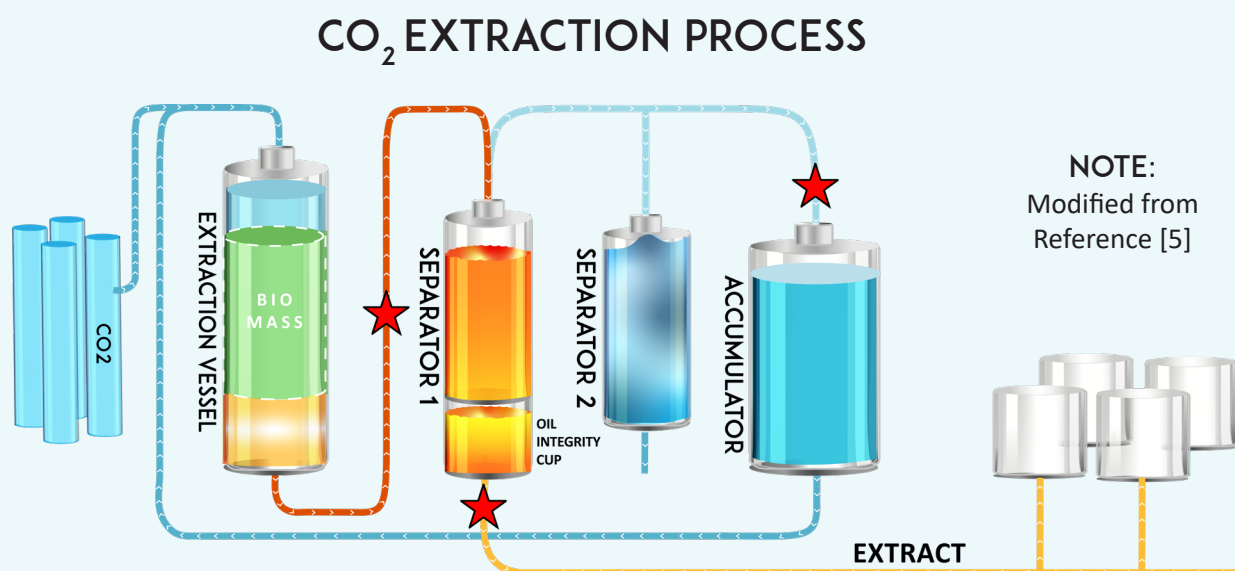 CO₂ EXTRACTION PROCESS
NOTE:
Modified from
Reference [5]
CO2
EXTRACTION VESSEL
BIO
MASS
SEPARATOR 1
OIL
INTEGRITY
CUP
SEPARATOR 2
ACCUMULATOR
EXTRACT